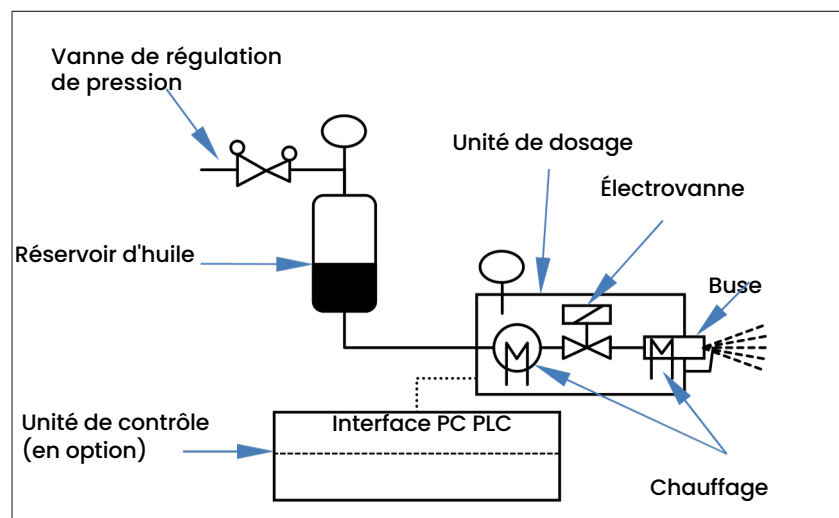 Vanne de régulation
de pression
Unité de dosage
Électrovanne
Réservoir d'huile
Buse
Unité de contrôle
(en option)
Interface PC PLC
Chauffage